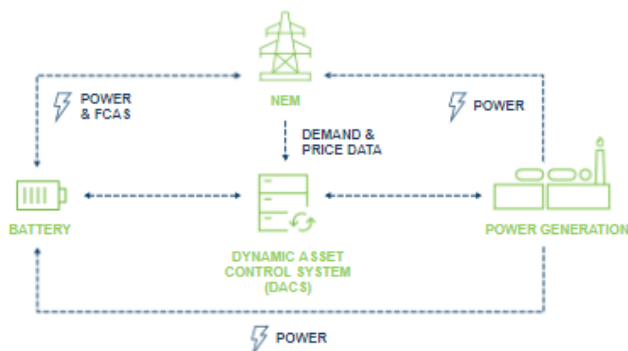 NEM
POWER
& FCAS
POWER
DEMAND &
PRICE DATA
BATTERY
POWER GENERATION
DYNAMIC ASSET
CONTROL SYSTEM
(DACS)
POWER